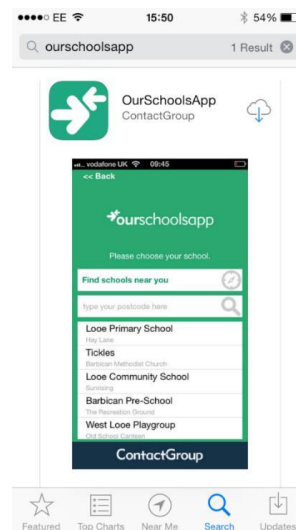 EE 15:50 54%
ourschoolsapp 1 Result
OurSchoolsApp
ContactGroup
vodafone UK 09:45
<< Back
ourschoolsapp
Please choose your school.
Find schools near you
type your postcode here
Looe Primary School
Hay Lane
Tickles
Barbican Methodist Church
Looe Community School
Sunrising
Barbican Pre-School
The Recreation Ground
West Looe Playgroup
Old School Canteen
ContactGroup
Featured Top Charts Near Me Search Updates